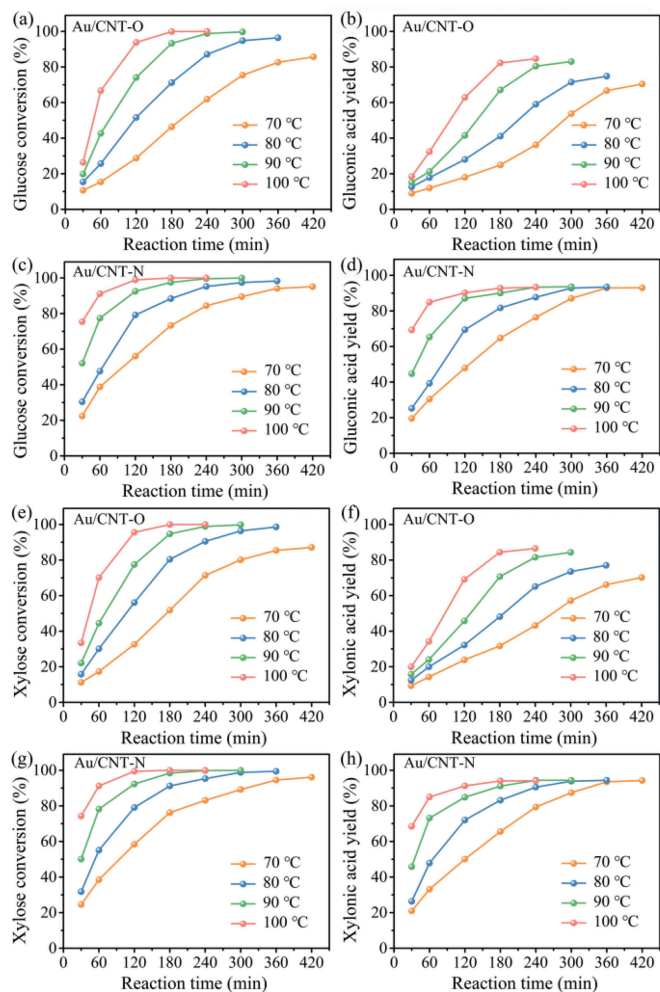 (a) Au/CNT-O
Glucose conversion (%)
100
80
60
40
20
0
70 ℃
80 ℃
90 ℃
100 ℃
0 60 120 180 240 300 360 420
Reaction time (min)
(b) Au/CNT-O
Gluconic acid yield (%)
100
80
60
40
20
0
70 ℃
80 ℃
90 ℃
100 ℃
0 60 120 180 240 300 360 420
Reaction time (min)
(c) Au/CNT-N
Glucose conversion (%)
100
80
60
40
20
0
70 ℃
80 ℃
90 ℃
100 ℃
0 60 120 180 240 300 360 420
Reaction time (min)
(d) Au/CNT-N
Gluconic acid yield (%)
100
80
60
40
20
0
70 ℃
80 ℃
90 ℃
100 ℃
0 60 120 180 240 300 360 420
Reaction time (min)
(e) Au/CNT-O
Xylose conversion (%)
100
80
60
40
20
0
70 ℃
80 ℃
90 ℃
100 ℃
0 60 120 180 240 300 360 420
Reaction time (min)
(f) Au/CNT-O
Xylonic acid yield (%)
100
80
60
40
20
0
70 ℃
80 ℃
90 ℃
100 ℃
0 60 120 180 240 300 360 420
Reaction time (min)
(g) Au/CNT-N
Xylose conversion (%)
100
80
60
40
20
0
70 ℃
80 ℃
90 ℃
100 ℃
0 60 120 180 240 300 360 420
Reaction time (min)
(h) Au/CNT-N
Xylonic acid yield (%)
100
80
60
40
20
0
70 ℃
80 ℃
90 ℃
100 ℃
0 60 120 180 240 300 360 420
Reaction time (min)